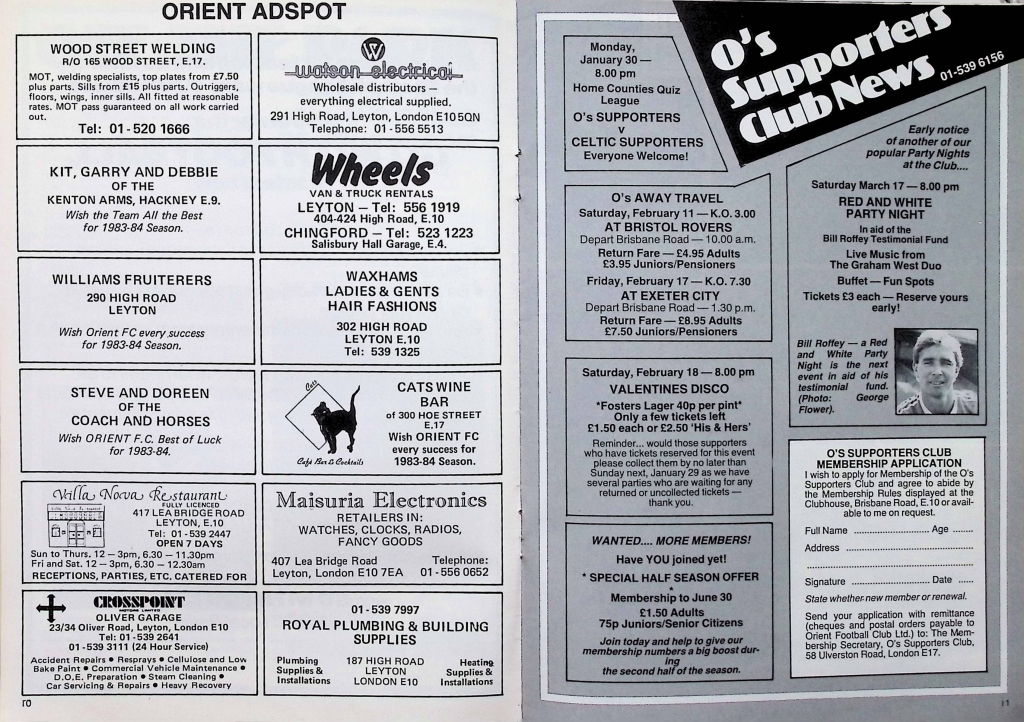 ORIENT ADSPOT
WOOD STREET WELDING
R/O 165 WOOD STREET, E.17.
MOT, welding specialists, top plates from £7.50
plus parts. Sills from £15 plus parts. Outriggers,
floors, wings, inner sills. All fitted at reasonable
rates. MOT pass guaranteed on all work carried
out.
Tel: 01-520 1666
W
watson electrical
Wholesale distributors —
everything electrical supplied.
291 High Road, Leyton, London E10 5QN
Telephone: 01-556 5513
KIT, GARRY AND DEBBIE
OF THE
KENTON ARMS, HACKNEY E.9.
Wish the Team All the Best
for 1983-84 Season.
Wheels
VAN & TRUCK RENTALS
LEYTON — Tel: 556 1919
404-424 High Road, E.10
CHINGFORD — Tel: 523 1223
Salisbury Hall Garage, E.4.
WILLIAMS FRUITERERS
290 HIGH ROAD
LEYTON
Wish Orient FC every success
for 1983-84 Season.
WAXHAMS
LADIES & GENTS
HAIR FASHIONS
302 HIGH ROAD
LEYTON E.10
Tel: 539 1325
STEVE AND DOREEN
OF THE
COACH AND HORSES
Wish ORIENT F.C. Best of Luck
for 1983-84.
Cats
Café Bar & Cocktails
CATS WINE
BAR
of 300 HOE STREET
E.17
Wish ORIENT FC
every success for
1983-84 Season.
Villa Nova Restaurant
FULLY LICENCED
417 LEA BRIDGE ROAD
LEYTON, E.10
Tel: 01-539 2447
OPEN 7 DAYS
Sun to Thurs. 12 — 3pm, 6.30 — 11.30pm
Fri and Sat. 12 — 3pm, 6.30 — 12.30am
RECEPTIONS, PARTIES, ETC. CATERED FOR
Maisuria Electronics
RETAILERS IN:
WATCHES, CLOCKS, RADIOS,
FANCY GOODS
407 Lea Bridge Road Telephone:
Leyton, London E10 7EA 01-556 0652
CROSSPOINT
MOTORS LIMITED
OLIVER GARAGE
23/34 Oliver Road, Leyton, London E10
Tel: 01-539 2641
01-539 3111 (24 Hour Service)
Accident Repairs • Resprays • Cellulose and Low
Bake Paint • Commercial Vehicle Maintenance •
D.O.E. Preparation • Steam Cleaning •
Car Servicing & Repairs • Heavy Recovery
01-539 7997
ROYAL PLUMBING & BUILDING
SUPPLIES
Plumbing
Supplies &
Installations
187 HIGH ROAD
LEYTON
LONDON E10
Heating
Supplies &
Installations
10
O's
Supporters
Club News
01-539 6156
Monday,
January 30 —
8.00 pm
Home Counties Quiz
League
O's SUPPORTERS
v
CELTIC SUPPORTERS
Everyone Welcome!
O's AWAY TRAVEL
Saturday, February 11 — K.O. 3.00
AT BRISTOL ROVERS
Depart Brisbane Road — 10.00 a.m.
Return Fare — £4.95 Adults
£3.95 Juniors/Pensioners
Friday, February 17 — K.O. 7.30
AT EXETER CITY
Depart Brisbane Road — 1.30 p.m.
Return Fare — £8.95 Adults
£7.50 Juniors/Pensioners
Saturday, February 18 — 8.00 pm
VALENTINES DISCO
*Fosters Lager 40p per pint*
Only a few tickets left
£1.50 each or £2.50 'His & Hers'
Reminder... would those supporters
who have tickets reserved for this event
please collect them by no later than
Sunday next, January 29 as we have
several parties who are waiting for any
returned or uncollected tickets —
thank you.
WANTED.... MORE MEMBERS!
Have YOU joined yet!
* SPECIAL HALF SEASON OFFER
Membership to June 30
£1.50 Adults
75p Juniors/Senior Citizens
Join today and help to give our
membership numbers a big boost dur-
ing
the second half of the season.
Early notice
of another of our
popular Party Nights
at the Club....
Saturday March 17 — 8.00 pm
RED AND WHITE
PARTY NIGHT
In aid of the
Bill Roffey Testimonial Fund
Live Music from
The Graham West Duo
Buffet — Fun Spots
Tickets £3 each — Reserve yours
early!
Bill Roffey — a Red
and White Party
Night is the next
event in aid of his
testimonial fund.
(Photo: George
Flower).
O'S SUPPORTERS CLUB
MEMBERSHIP APPLICATION
I wish to apply for Membership of the O's
Supporters Club and agree to abide by
the Membership Rules displayed at the
Clubhouse, Brisbane Road, E.10 or avail-
able to me on request.
Full Name .......................... Age ........
Address ..........................................
..................................................
Signature ........................ Date ......
State whether new member or renewal.
Send your application with remittance
(cheques and postal orders payable to
Orient Football Club Ltd.) to: The Mem-
bership Secretary, O's Supporters Club,
58 Ulverston Road, London E17.
11